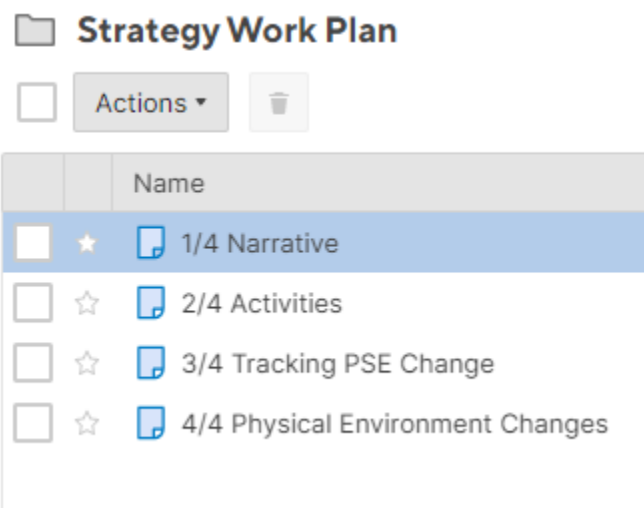 Strategy Work Plan
Actions
Name
1/4 Narrative
2/4 Activities
3/4 Tracking PSE Change
4/4 Physical Environment Changes